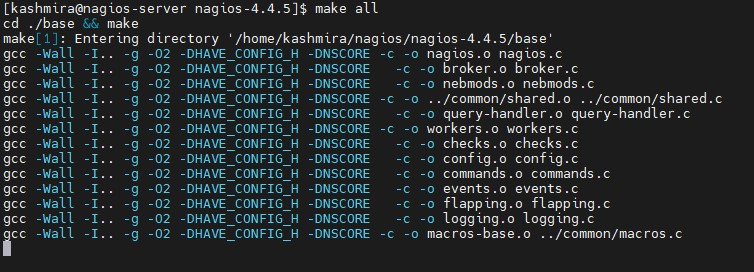 [kashmira@nagios-server nagios-4.4.5]$ make all
cd ./base && make
make[1]: Entering directory '/home/kashmira/nagios/nagios-4.4.5/base'
gcc -Wall -I.. -g -O2 -DHAVE_CONFIG_H -DNSCORE -c -o nagios.o nagios.c
gcc -Wall -I.. -g -O2 -DHAVE_CONFIG_H -DNSCORE   -c -o broker.o broker.c
gcc -Wall -I.. -g -O2 -DHAVE_CONFIG_H -DNSCORE   -c -o nebmods.o nebmods.c
gcc -Wall -I.. -g -O2 -DHAVE_CONFIG_H -DNSCORE -c -o ../common/shared.o ../common/shared.c
gcc -Wall -I.. -g -O2 -DHAVE_CONFIG_H -DNSCORE   -c -o query-handler.o query-handler.c
gcc -Wall -I.. -g -O2 -DHAVE_CONFIG_H -DNSCORE -c -o workers.o workers.c
gcc -Wall -I.. -g -O2 -DHAVE_CONFIG_H -DNSCORE   -c -o checks.o checks.c
gcc -Wall -I.. -g -O2 -DHAVE_CONFIG_H -DNSCORE   -c -o config.o config.c
gcc -Wall -I.. -g -O2 -DHAVE_CONFIG_H -DNSCORE   -c -o commands.o commands.c
gcc -Wall -I.. -g -O2 -DHAVE_CONFIG_H -DNSCORE   -c -o events.o events.c
gcc -Wall -I.. -g -O2 -DHAVE_CONFIG_H -DNSCORE   -c -o flapping.o flapping.c
gcc -Wall -I.. -g -O2 -DHAVE_CONFIG_H -DNSCORE   -c -o logging.o logging.c
gcc -Wall -I.. -g -O2 -DHAVE_CONFIG_H -DNSCORE -c -o macros-base.o ../common/macros.c